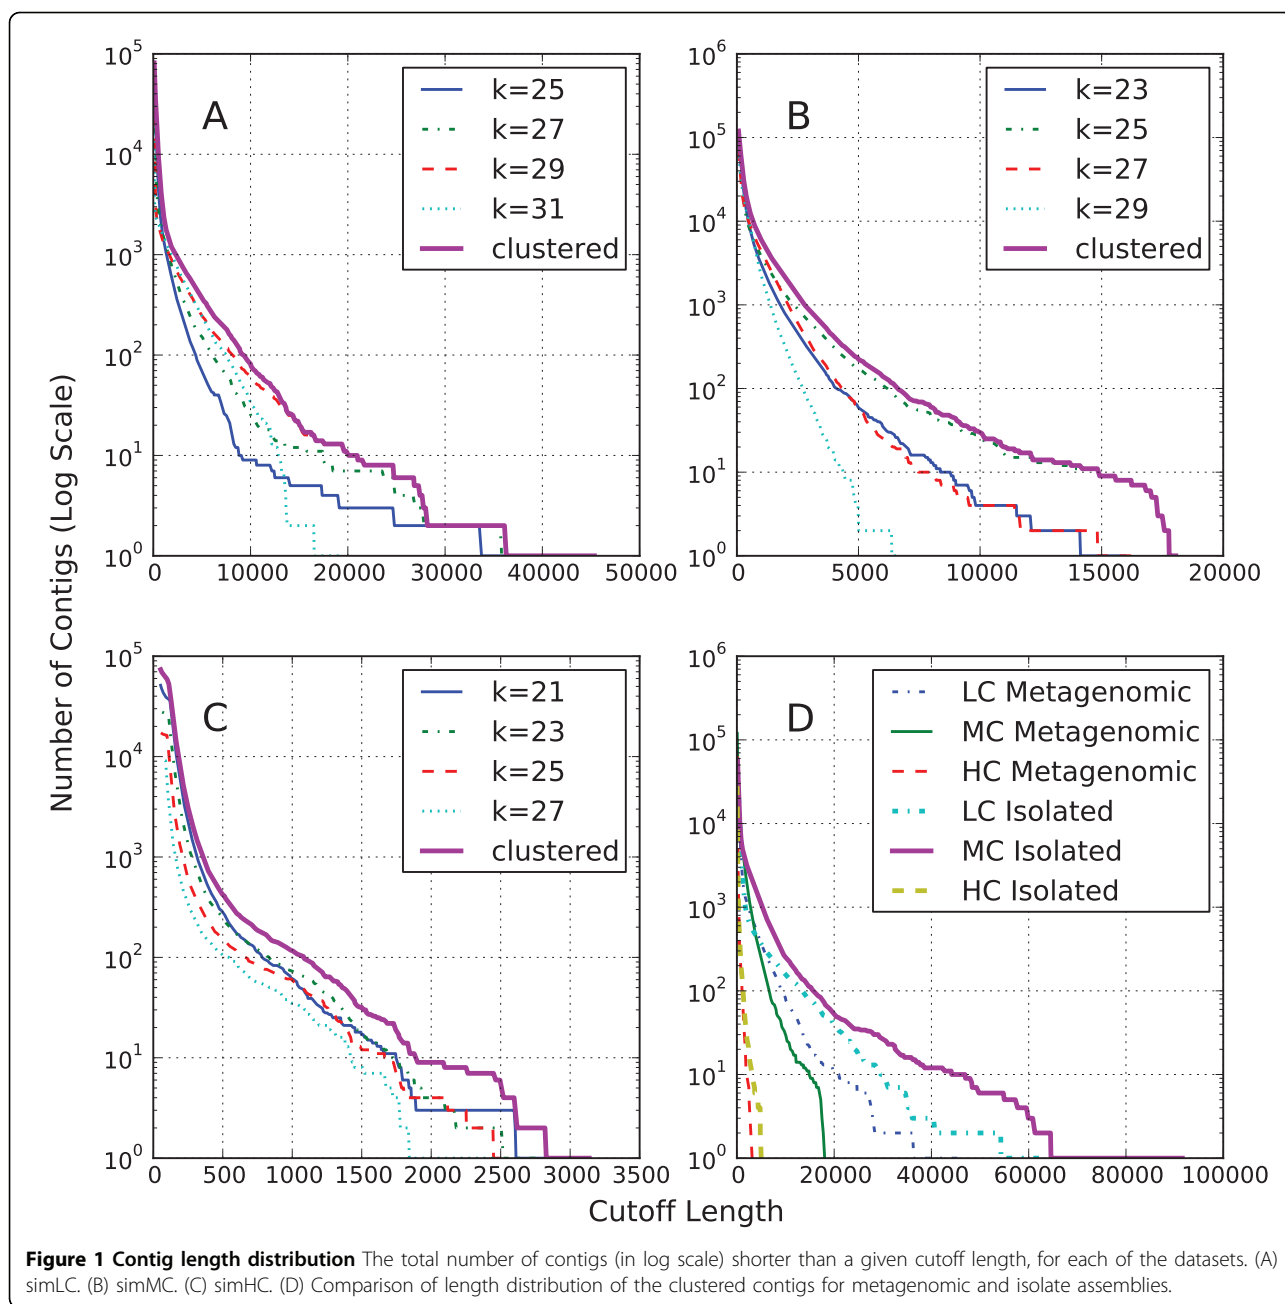 Number of Contigs (Log Scale)
A
10^5
10^4
10^3
10^2
10^1
10^0
0 10000 20000 30000 40000 50000
k=25
k=27
k=29
k=31
clustered
B
10^6
10^5
10^4
10^3
10^2
10^1
10^0
0 5000 10000 15000 20000
k=23
k=25
k=27
k=29
clustered
C
10^5
10^4
10^3
10^2
10^1
10^0
0 500 1000 1500 2000 2500 3000 3500
k=21
k=23
k=25
k=27
clustered
D
10^6
10^5
10^4
10^3
10^2
10^1
10^0
0 20000 40000 60000 80000 100000
LC Metagenomic
MC Metagenomic
HC Metagenomic
LC Isolated
MC Isolated
HC Isolated
Cutoff Length
Figure 1 Contig length distribution The total number of contigs (in log scale) shorter than a given cutoff length, for each of the datasets. (A)
simLC. (B) simMC. (C) simHC. (D) Comparison of length distribution of the clustered contigs for metagenomic and isolate assemblies.